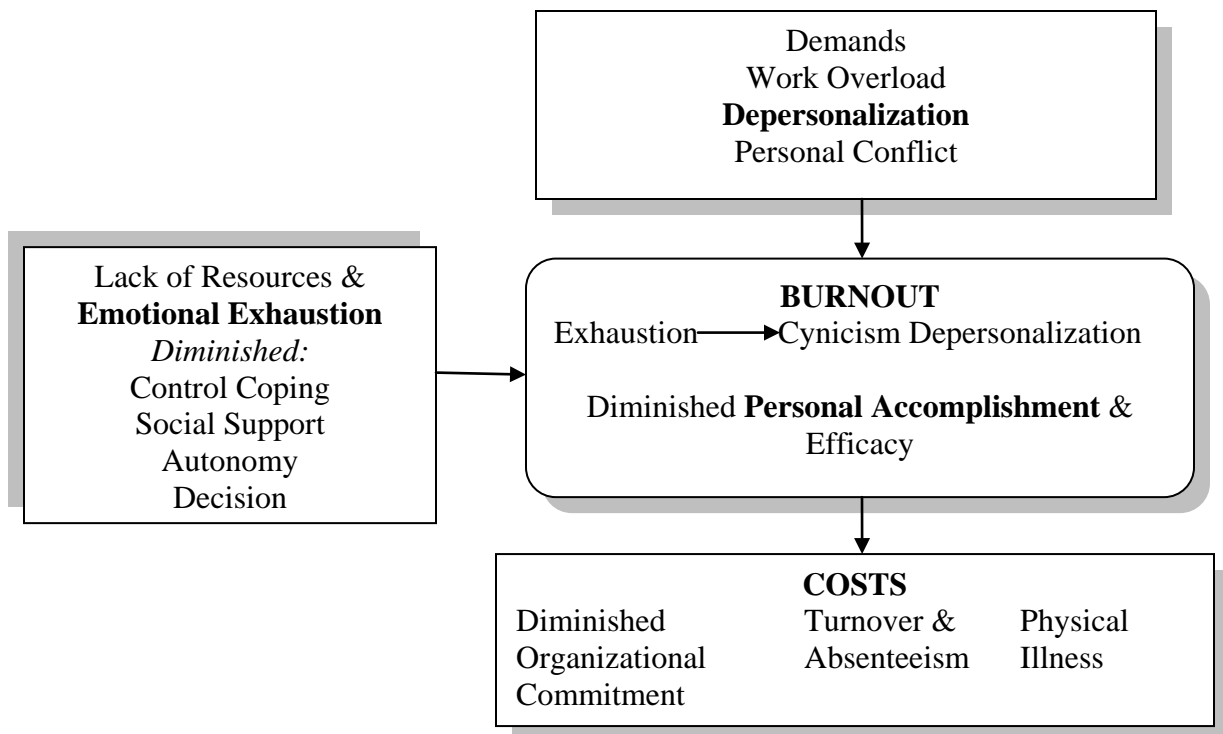 Demands
Work Overload
Depersonalization
Personal Conflict
Lack of Resources &
Emotional Exhaustion
Diminished:
Control Coping
Social Support
Autonomy
Decision
BURNOUT
Exhaustion Cynicism Depersonalization
Diminished Personal Accomplishment &
Efficacy
COSTS
Diminished
Organizational
Commitment
Turnover &
Absenteeism
Physical
Illness